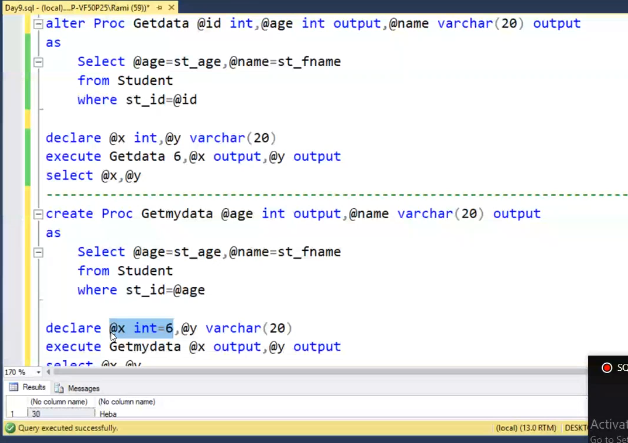 Day9.sql - (local)....P-VF50P25\Rami (59))*
alter Proc Getdata @id int,@age int output,@name varchar(20) output
as
Select @age=st_age,@name=st_fname
from Student
where st_id=@id
declare @x int,@y varchar(20)
execute Getdata 6,@x output,@y output
select @x,@y
--------------------------------------------------------------------------
create Proc Getmydata @age int output,@name varchar(20) output
as
Select @age=st_age,@name=st_fname
from Student
where st_id=@age
declare @x int=6,@y varchar(20)
execute Getmydata @x output,@y output
select @x,@y
170 %
Results Messages
(No column name) (No column name)
1 30 Heba
Query executed successfully. (local) (13.0 RTM) DESKT
SQ
Activat
Go to Set